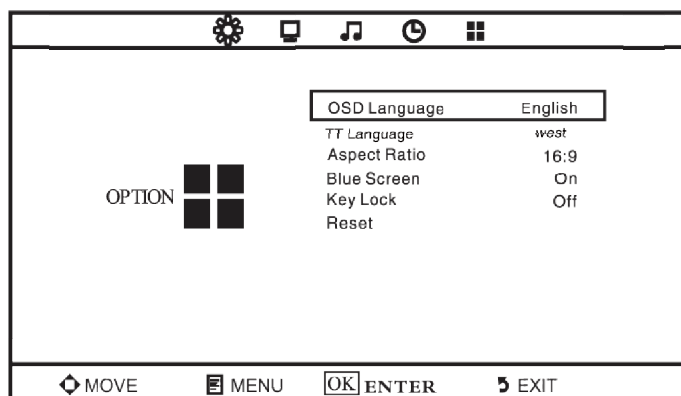 OSD Language English
TT Language west
Aspect Ratio 16:9
Blue Screen On
Key Lock Off
Reset
OPTION
MOVE MENU OK ENTER EXIT